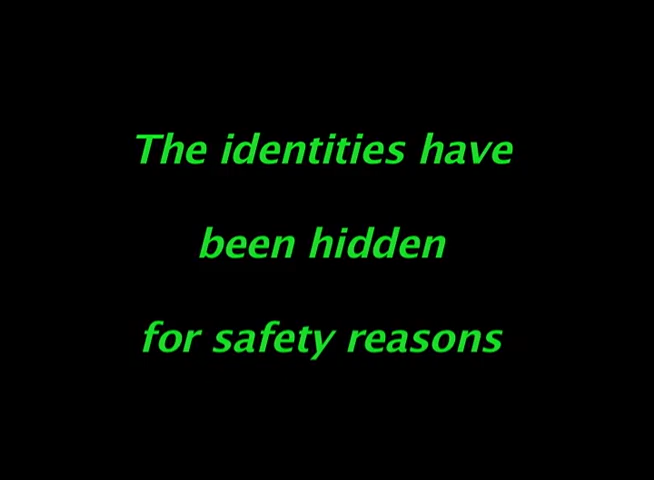 The identities have
been hidden
for safety reasons